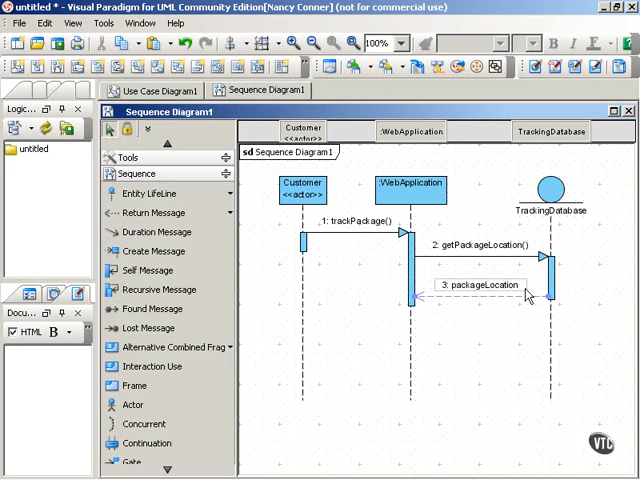 untitled * - Visual Paradigm for UML Community Edition[Nancy Conner] (not for commercial use)
File Edit View Tools Window Help
100%
B I
Use Case Diagram1 Sequence Diagram1
Logic...
untitled
Sequence Diagram1
Customer
<<actor>>
:WebApplication
TrackingDatabase
Tools
Sequence
Entity LifeLine
Return Message
Duration Message
Create Message
Self Message
Recursive Message
Found Message
Lost Message
Alternative Combined Frag
Interaction Use
Frame
Actor
Concurrent
Continuation
Gate
sd Sequence Diagram1
Customer
<<actor>>
:WebApplication
TrackingDatabase
1: trackPackage()
2: getPackageLocation()
3: packageLocation
Docu...
HTML B
VTC